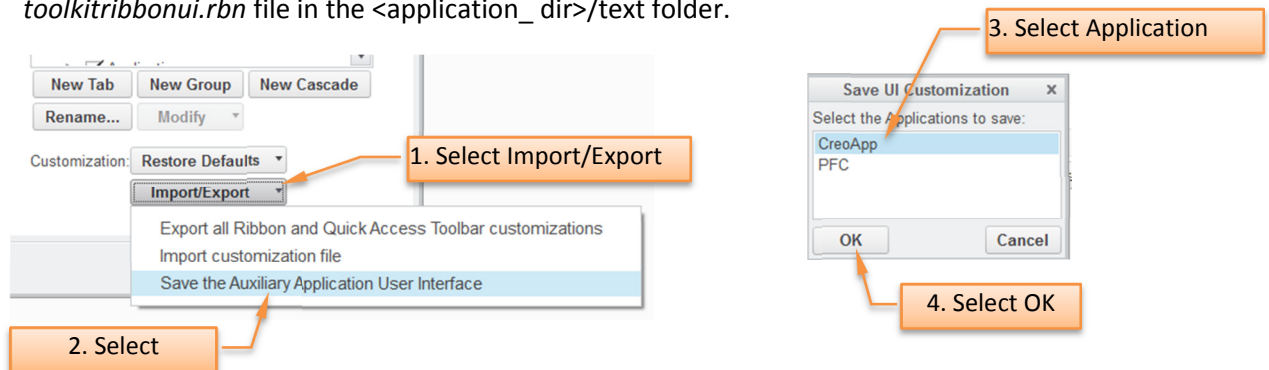 toolkitribbonui.rbn file in the <application_ dir>/text folder.
3. Select Application
New Tab New Group New Cascade
Rename... Modify
Customization: Restore Defaults
1. Select Import/Export
Import/Export
Export all Ribbon and Quick Access Toolbar customizations
Import customization file
Save the Auxiliary Application User Interface
2. Select
Save UI Customization x
Select the Applications to save:
CreoApp
PFC
OK Cancel
4. Select OK